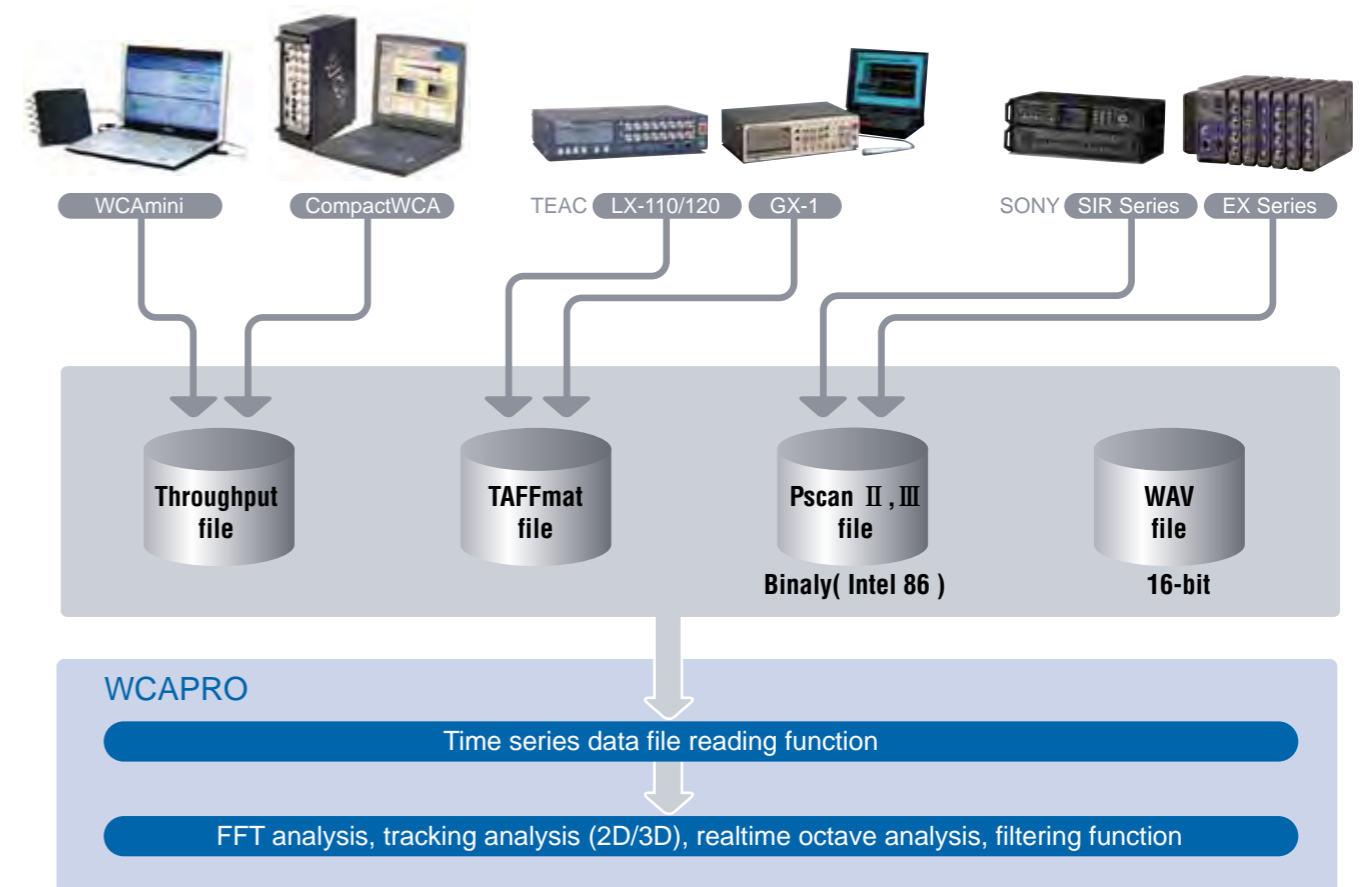 WCAmini
CompactWCA
TEAC LX-110/120 GX-1
SONY SIR Series EX Series
Throughput
file
TAFFmat
file
Pscan Ⅱ,Ⅲ
file
Binaly( Intel 86 )
WAV
file
16-bit
WCAPRO
Time series data file reading function
FFT analysis, tracking analysis (2D/3D), realtime octave analysis, filtering function